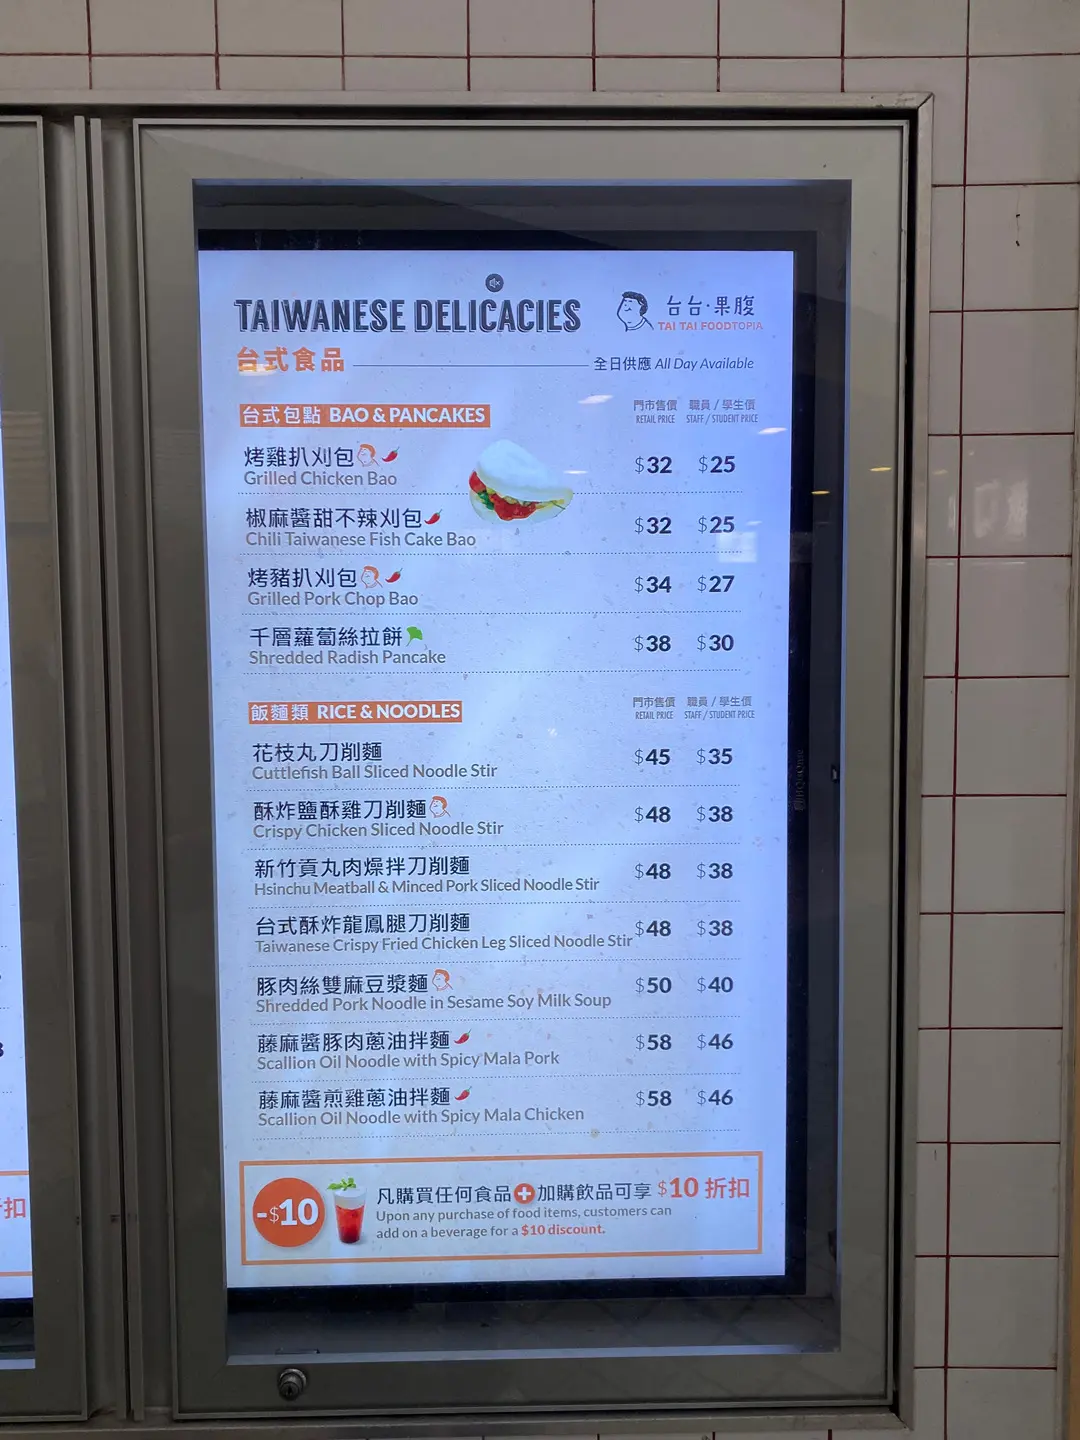 TAIWANESE DELICACIES
台台·果腹
TAI TAI FOODTOPIA
台式食品
全日供應 All Day Available
台式包點 BAO & PANCAKES
門市售價 職員 / 學生價
RETAIL PRICE STAFF / STUDENT PRICE
烤雞扒刈包
Grilled Chicken Bao
$32 $25
椒麻醬甜不辣刈包
Chili Taiwanese Fish Cake Bao
$32 $25
烤豬扒刈包
Grilled Pork Chop Bao
$34 $27
千層蘿蔔絲拉餅
Shredded Radish Pancake
$38 $30
飯麵類 RICE & NOODLES
門市售價 職員 / 學生價
RETAIL PRICE STAFF / STUDENT PRICE
花枝丸刀削麵
Cuttlefish Ball Sliced Noodle Stir
$45 $35
酥炸鹽酥雞刀削麵
Crispy Chicken Sliced Noodle Stir
$48 $38
新竹貢丸肉燥拌刀削麵
Hsinchu Meatball & Minced Pork Sliced Noodle Stir
$48 $38
台式酥炸龍鳳腿刀削麵
Taiwanese Crispy Fried Chicken Leg Sliced Noodle Stir
$48 $38
豚肉絲雙麻豆漿麵
Shredded Pork Noodle in Sesame Soy Milk Soup
$50 $40
藤麻醬豚肉蔥油拌麵
Scallion Oil Noodle with Spicy Mala Pork
$58 $46
藤麻醬煎雞蔥油拌麵
Scallion Oil Noodle with Spicy Mala Chicken
$58 $46
-$10
凡購買任何食品+加購飲品可享 $10 折扣
Upon any purchase of food items, customers can
add on a beverage for a $10 discount.
折扣